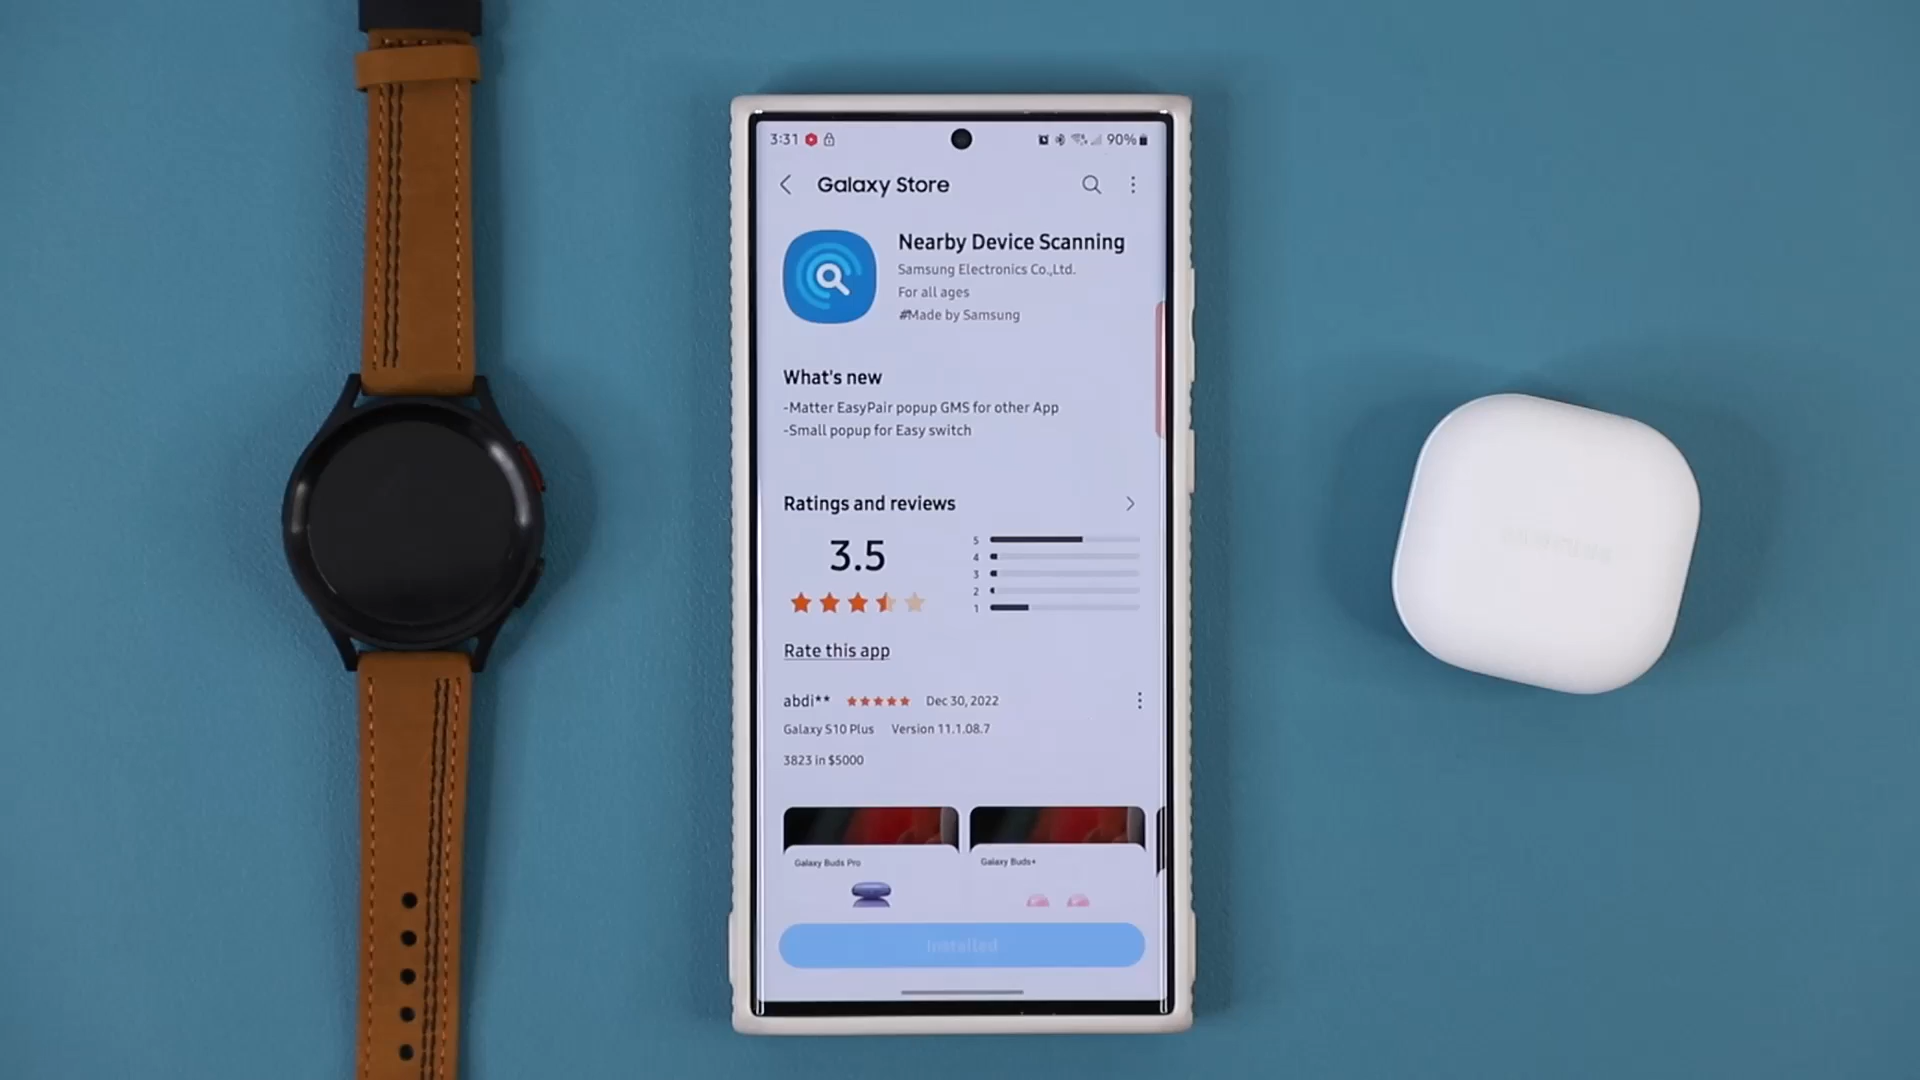 3:31
90%
Galaxy Store
Nearby Device Scanning
Samsung Electronics Co.,Ltd.
For all ages
#Made by Samsung
What's new
-Matter EasyPair popup GMS for other App
-Small popup for Easy switch
Ratings and reviews
3.5
5
4
3
2
1
Rate this app
abdi** Dec 30, 2022
Galaxy S10 Plus Version 11.1.08.7
3823 in $5000
Galaxy Buds Pro
Galaxy Buds+
Installed
SAMSUNG